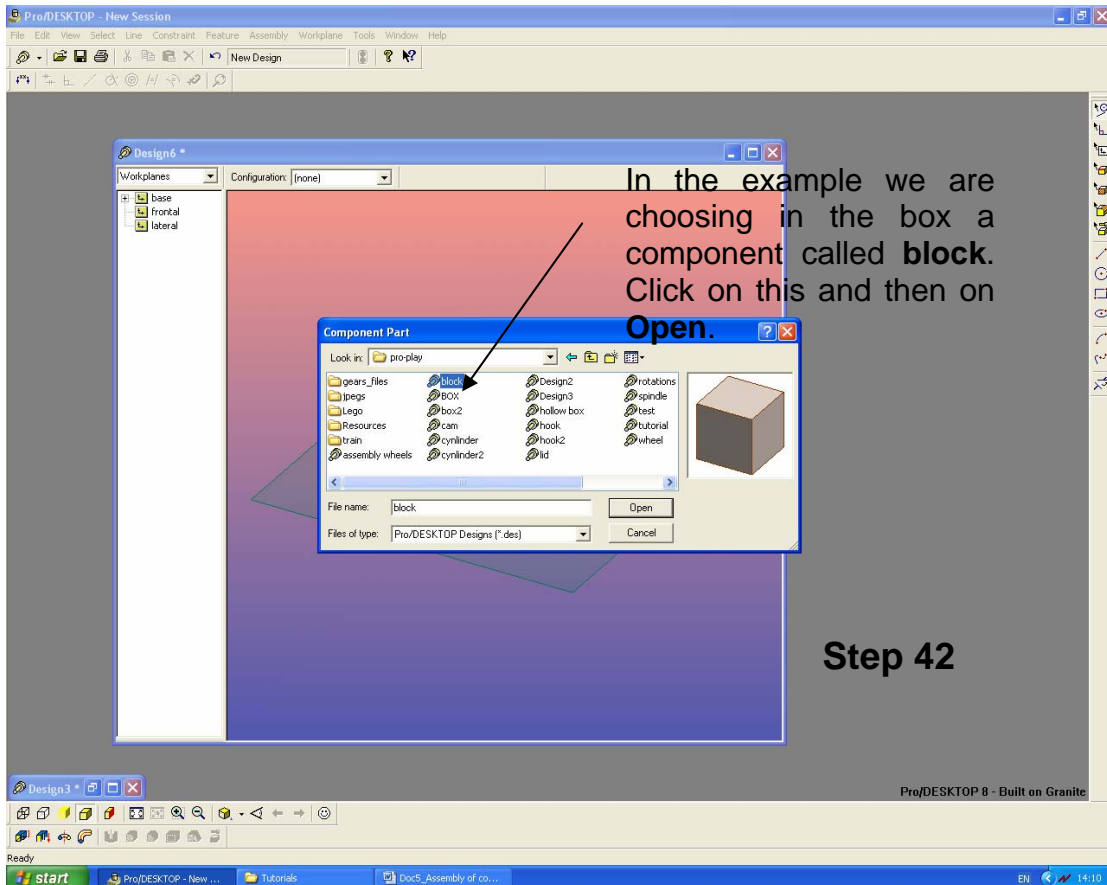 Pro/DESKTOP - New Session
File Edit View Select Line Constraint Feature Assembly Workplane Tools Window Help
New Design
Design6 *
Workplanes
Configuration: (none)
base
frontal
lateral
In the example we are
choosing in the box a
component called block.
Click on this and then on
Open.
Component Part
Look in: pro-play
gears_files block Design2 rotations
jpegs BOX Design3 spindle
Lego box2 hollow box test
Resources cam hook tutorial
train cynlinder hook2 wheel
assembly wheels cynlinder2 lid
File name: block Open
Files of type: Pro/DESKTOP Designs (*.des) Cancel
Step 42
Design3 *
Pro/DESKTOP 8 - Built on Granite
Ready
start Pro/DESKTOP - New ... Tutorials Doc5_Assembly of co... EN 14:10